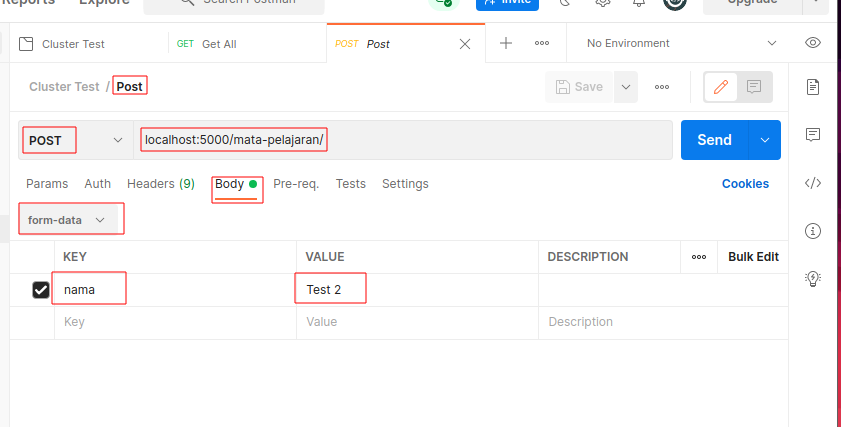 Reports Explore Search Postman Invite Upgrade
Cluster Test GET Get All POST Post No Environment
Cluster Test / Post Save
POST localhost:5000/mata-pelajaran/ Send
Params Auth Headers (9) Body Pre-req. Tests Settings Cookies
form-data
KEY VALUE DESCRIPTION Bulk Edit
nama Test 2
Key Value Description